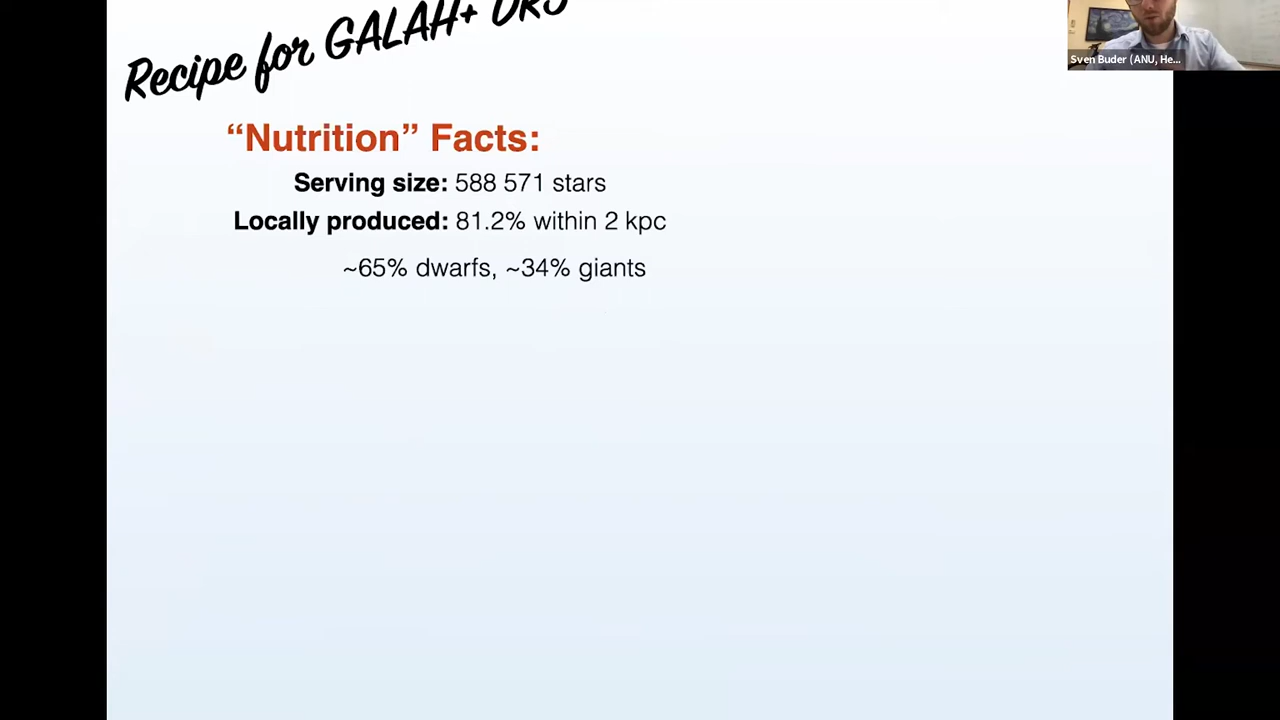 Recipe for GALAH+ DR3
Sven Buder (ANU, He...
“Nutrition” Facts:
Serving size: 588 571 stars
Locally produced: 81.2% within 2 kpc
~65% dwarfs, ~34% giants